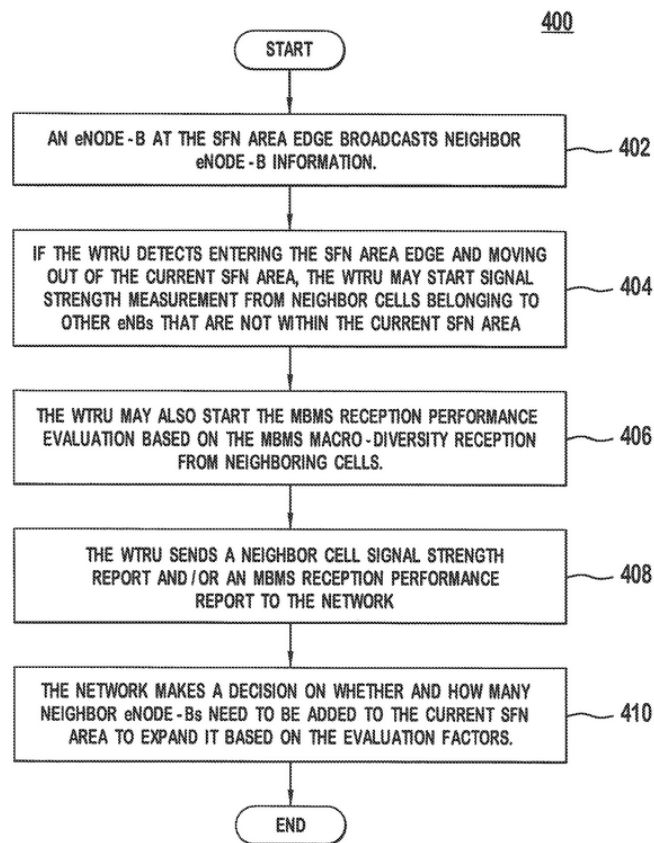 400
START
AN eNODE-B AT THE SFN AREA EDGE BROADCASTS NEIGHBOR
eNODE-B INFORMATION.
402
IF THE WTRU DETECTS ENTERING THE SFN AREA EDGE AND MOVING
OUT OF THE CURRENT SFN AREA, THE WTRU MAY START SIGNAL
STRENGTH MEASUREMENT FROM NEIGHBOR CELLS BELONGING TO
OTHER eNBs THAT ARE NOT WITHIN THE CURRENT SFN AREA
404
THE WTRU MAY ALSO START THE MBMS RECEPTION PERFORMANCE
EVALUATION BASED ON THE MBMS MACRO-DIVERSITY RECEPTION
FROM NEIGHBORING CELLS.
406
THE WTRU SENDS A NEIGHBOR CELL SIGNAL STRENGTH
REPORT AND/OR AN MBMS RECEPTION PERFORMANCE
REPORT TO THE NETWORK
408
THE NETWORK MAKES A DECISION ON WHETHER AND HOW MANY
NEIGHBOR eNODE-Bs NEED TO BE ADDED TO THE CURRENT SFN
AREA TO EXPAND IT BASED ON THE EVALUATION FACTORS.
410
END